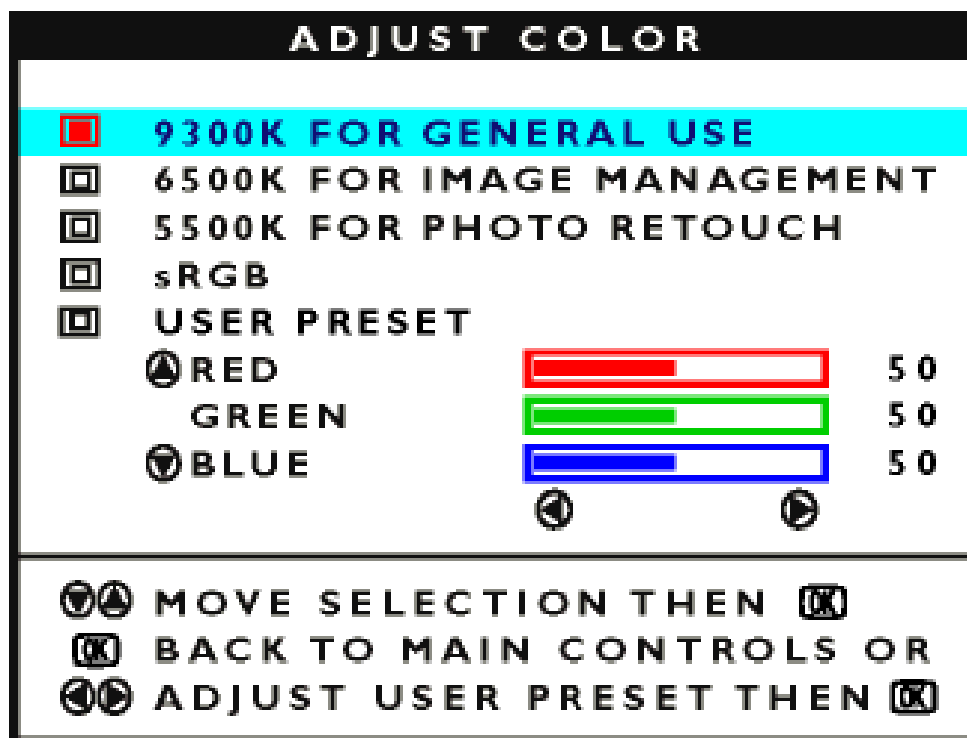 ADJUST COLOR
9300K FOR GENERAL USE
6500K FOR IMAGE MANAGEMENT
5500K FOR PHOTO RETOUCH
sRGB
USER PRESET
RED 50
GREEN 50
BLUE 50
MOVE SELECTION THEN OK
OK BACK TO MAIN CONTROLS OR
ADJUST USER PRESET THEN OK